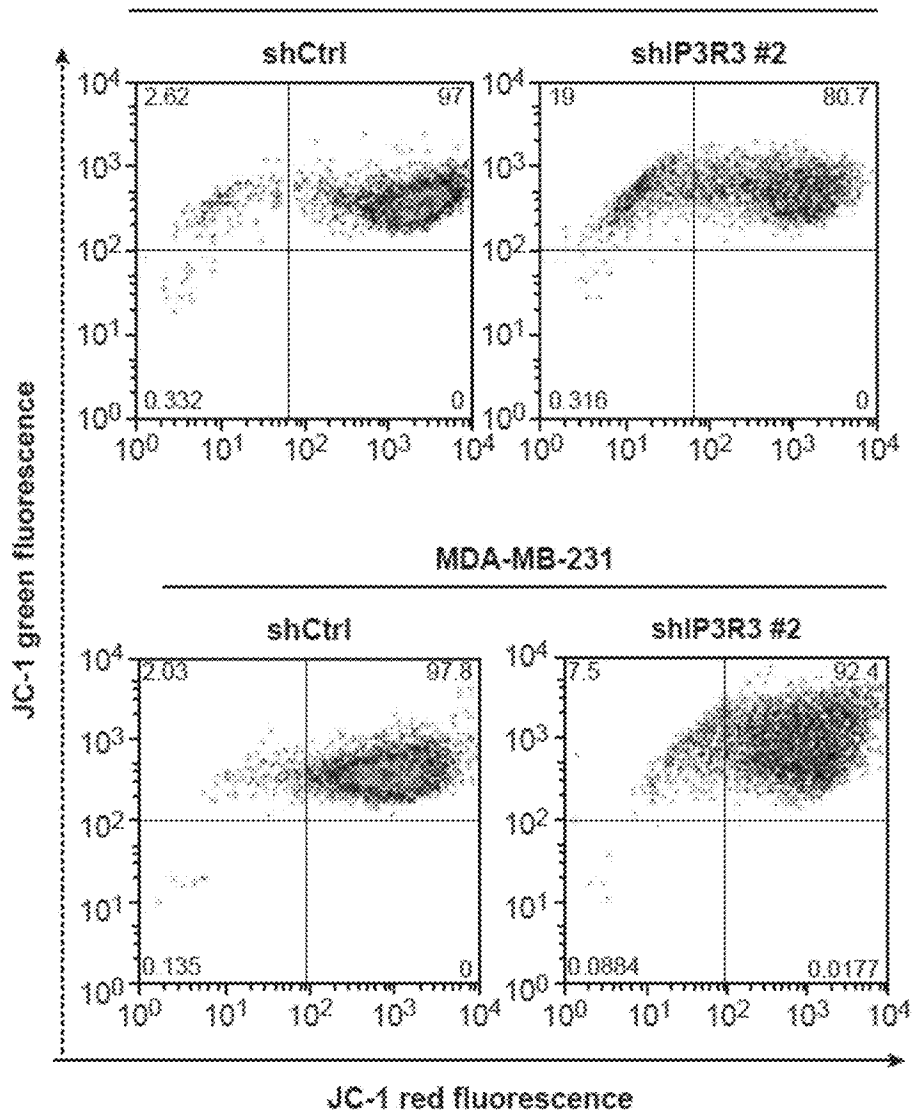 shCtrl shIP3R3 #2
10⁴ 2.62 97 10⁴ 19 80.7
10³ 10³
10² 10²
10¹ 10¹
10⁰ 0.332 0 10⁰ 0.316 0
10⁰ 10¹ 10² 10³ 10⁴ 10⁰ 10¹ 10² 10³ 10⁴
JC-1 green fluorescence
MDA-MB-231
shCtrl shIP3R3 #2
10⁴ 2.03 97.8 10⁴ 7.5 92.4
10³ 10³
10² 10²
10¹ 10¹
10⁰ 0.135 0 10⁰ 0.0884 0.0177
10⁰ 10¹ 10² 10³ 10⁴ 10⁰ 10¹ 10² 10³ 10⁴
JC-1 red fluorescence